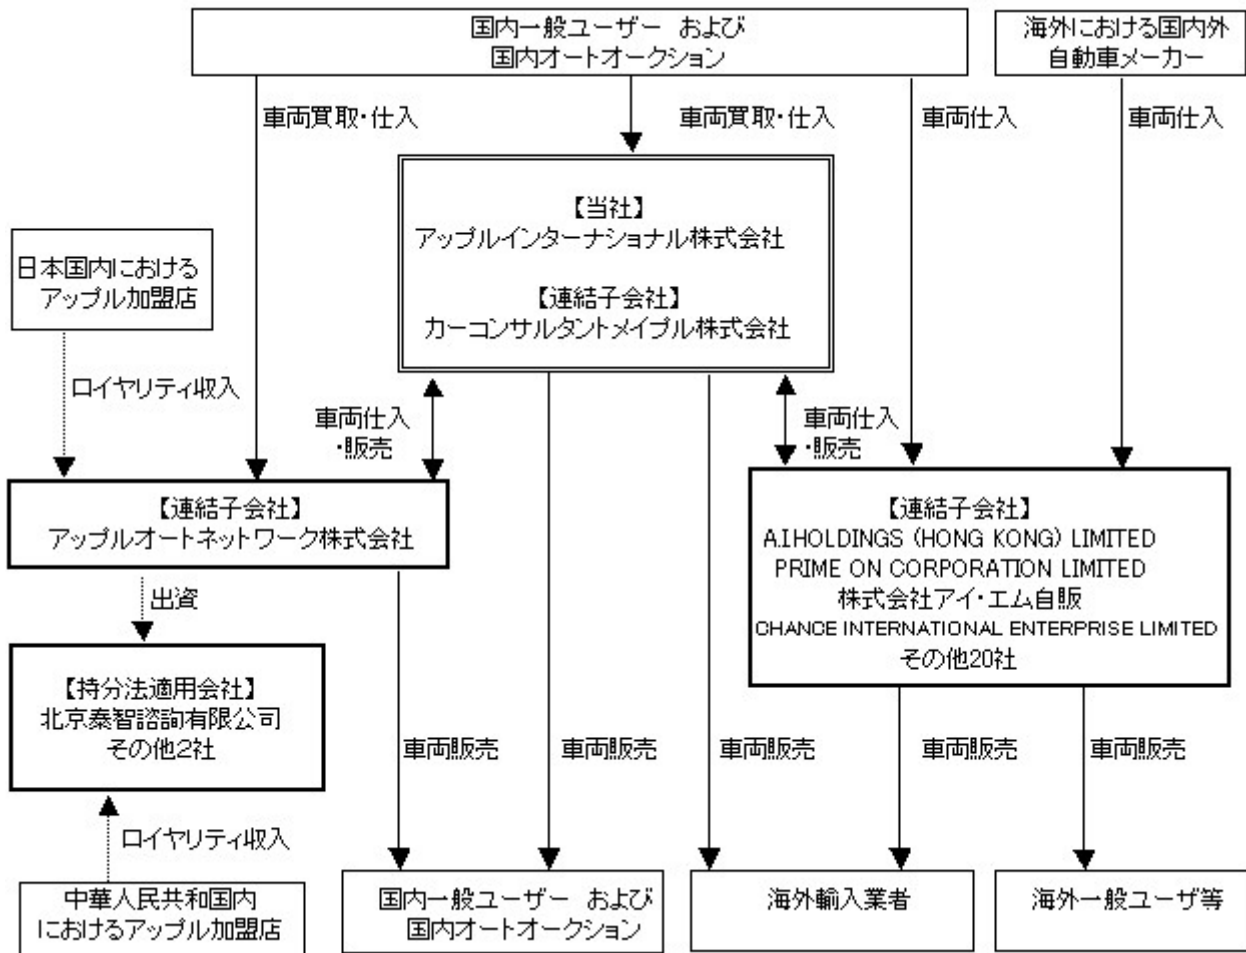 国内一般ユーザー および
国内オートオークション
海外における国内外
自動車メーカー
車両買取・仕入
車両買取・仕入
車両仕入
車両仕入
【当社】
アップルインターナショナル株式会社
【連結子会社】
カーコンサルタントメイプル株式会社
日本国内における
アップル加盟店
ロイヤリティ収入
車両仕入
・販売
車両仕入
・販売
【連結子会社】
アップルオートネットワーク株式会社
【連結子会社】
A.I.HOLDINGS (HONG KONG) LIMITED
PRIME ON CORPORATION LIMITED
株式会社アイ・エム自販
CHANCE INTERNATIONAL ENTERPRISE LIMITED
その他20社
出資
【持分法適用会社】
北京泰智諮詢有限公司
その他2社
車両販売
車両販売
車両販売
車両販売
車両販売
ロイヤリティ収入
中華人民共和国内
におけるアップル加盟店
国内一般ユーザー および
国内オートオークション
海外輸入業者
海外一般ユーザ等